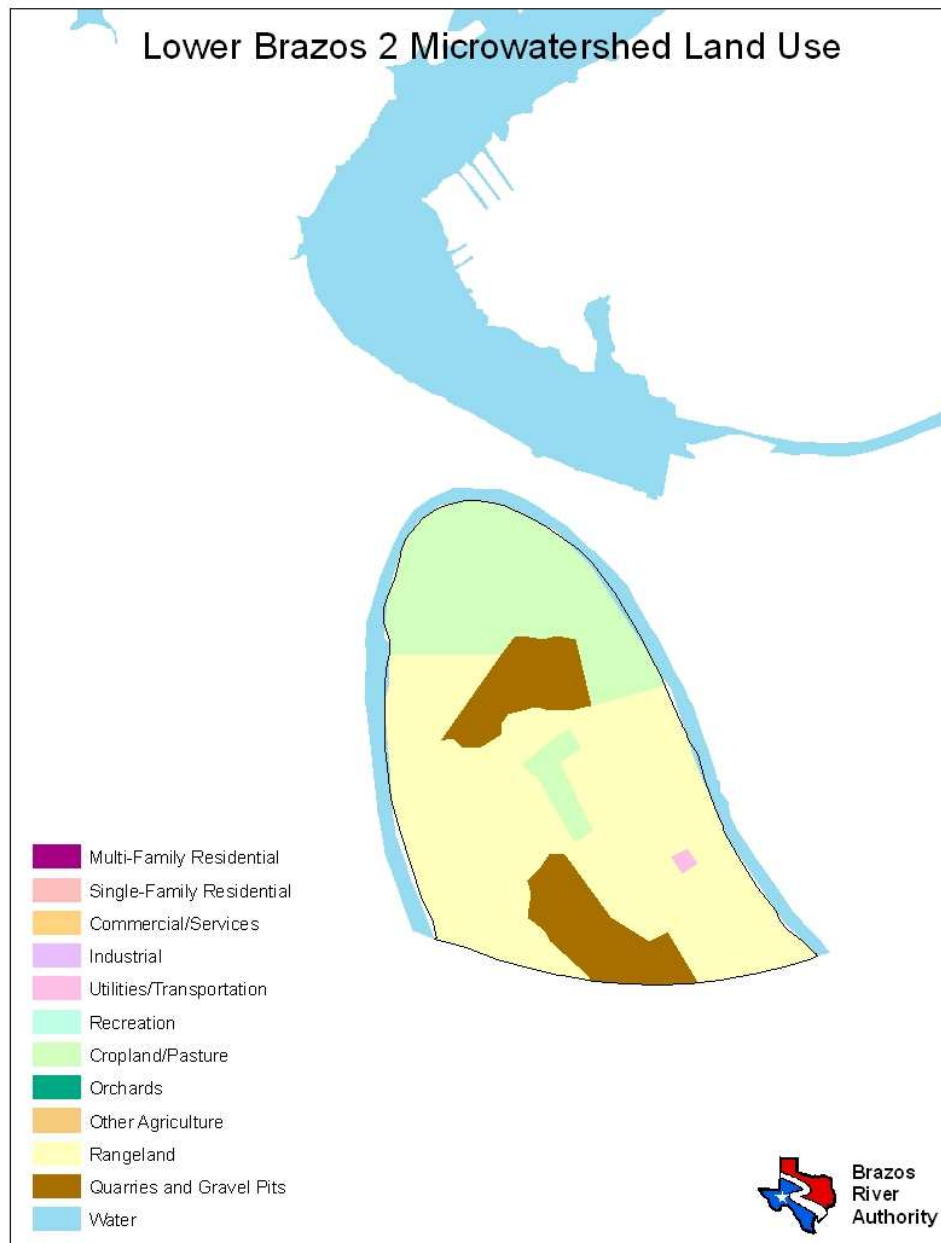 Lower Brazos 2 Microwatershed Land Use
Multi-Family Residential
Single-Family Residential
Commercial/Services
Industrial
Utilities/Transportation
Recreation
Cropland/Pasture
Orchards
Other Agriculture
Rangeland
Quarries and Gravel Pits
Water
Brazos
River
Authority